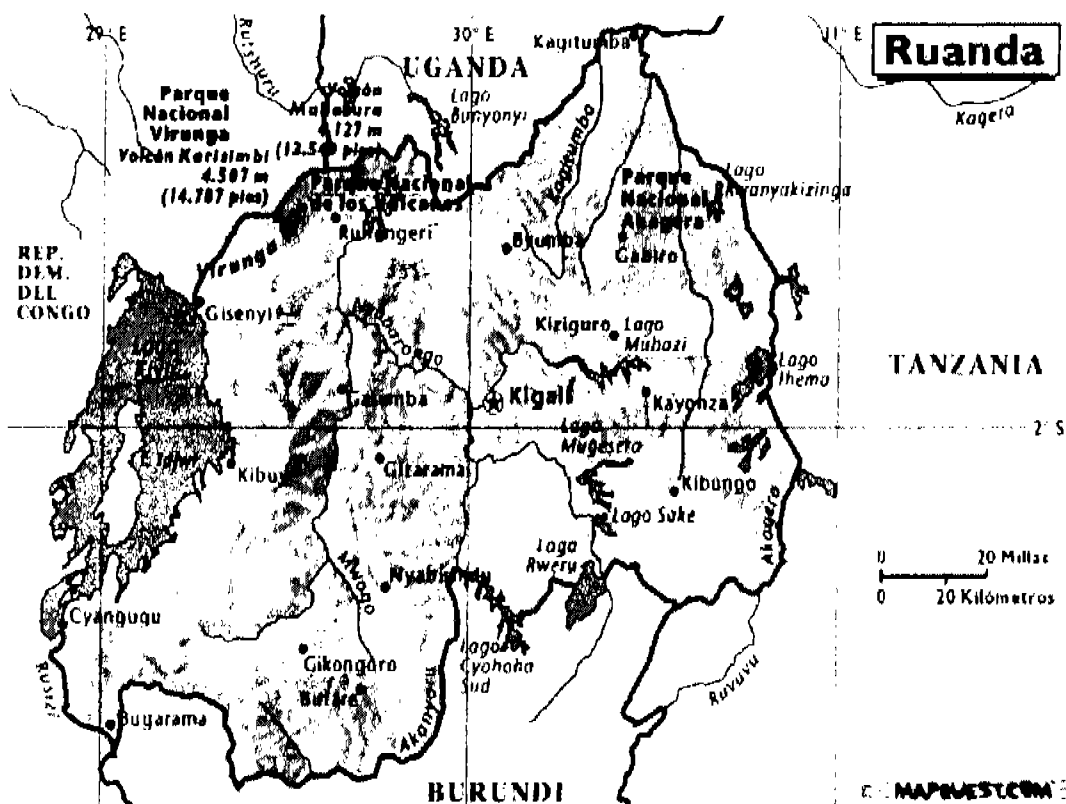 29° E
30° E
Kagitumba
Ruanda
Rutshuru
UGANDA
Parque
Nacional
Virunga
Volcán
4.127 m
Lago
Bunyonyi
Kagera
Volcán Karisimbi
4.507 m
(14.787 pies)
Parque Nacional
de los Volcanes
Kagitumba
Parque
Nacional
Akagera
Lago
Rwanyakizinga
Ruhengeri
Byumba
Gabiro
REP.
DEM.
DEL
CONGO
Virunga
Gisenyi
Kiziguro
Lago
Muhazi
TANZANIA
Lago
Ihema
Kigali
Kayonza
Lago
Mugesera
2° S
Gitarama
Kibungo
Lago Sake
Akagera
Lago
Rweru
0 20 Millas
0 20 Kilómetros
Mwogo
Cyangugu
Gikongoro
Lago
Cyohoha
Sud
Ruvuvu
Butare
Rusizi
Bugarama
Akanyaru
BURUNDI
MAPQUEST.COM